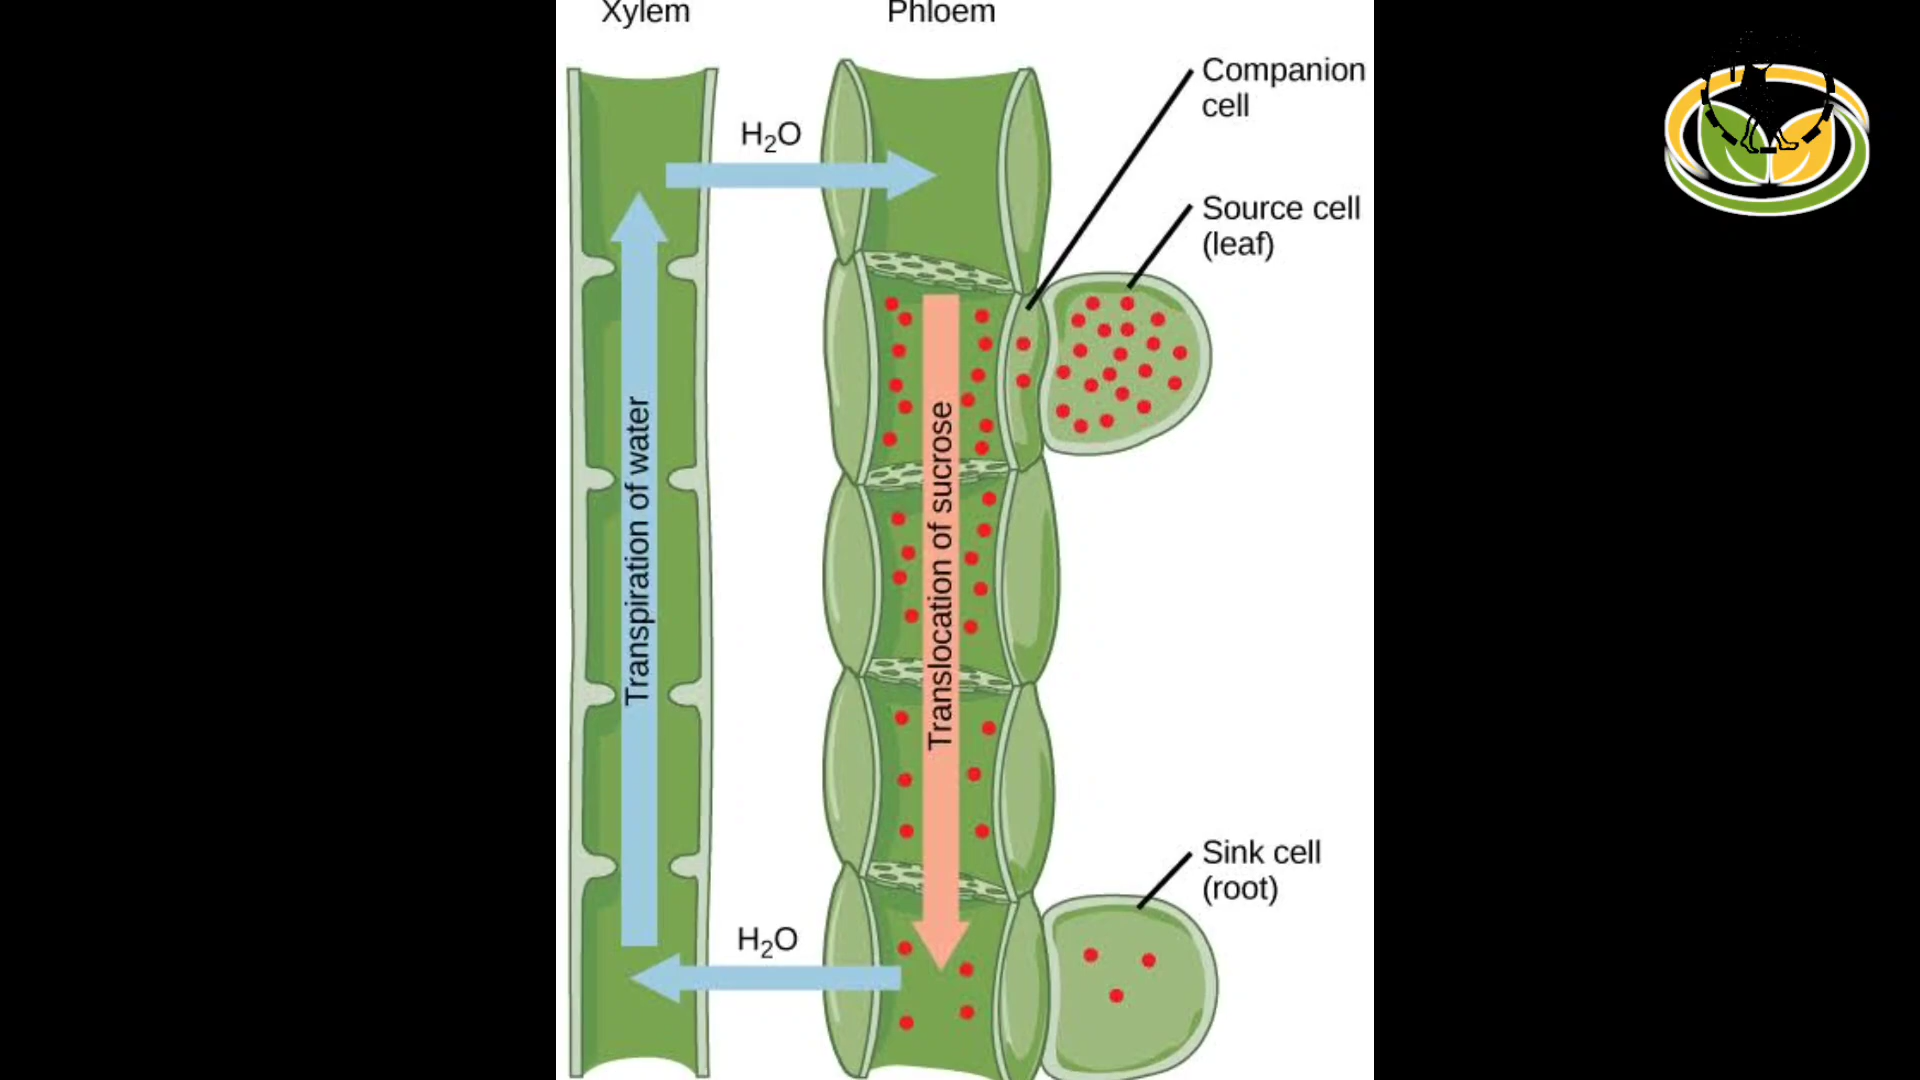 Xylem
Phloem
Companion
cell
H₂O
Source cell
(leaf)
Transpiration of water
Translocation of sucrose
Sink cell
(root)
H₂O